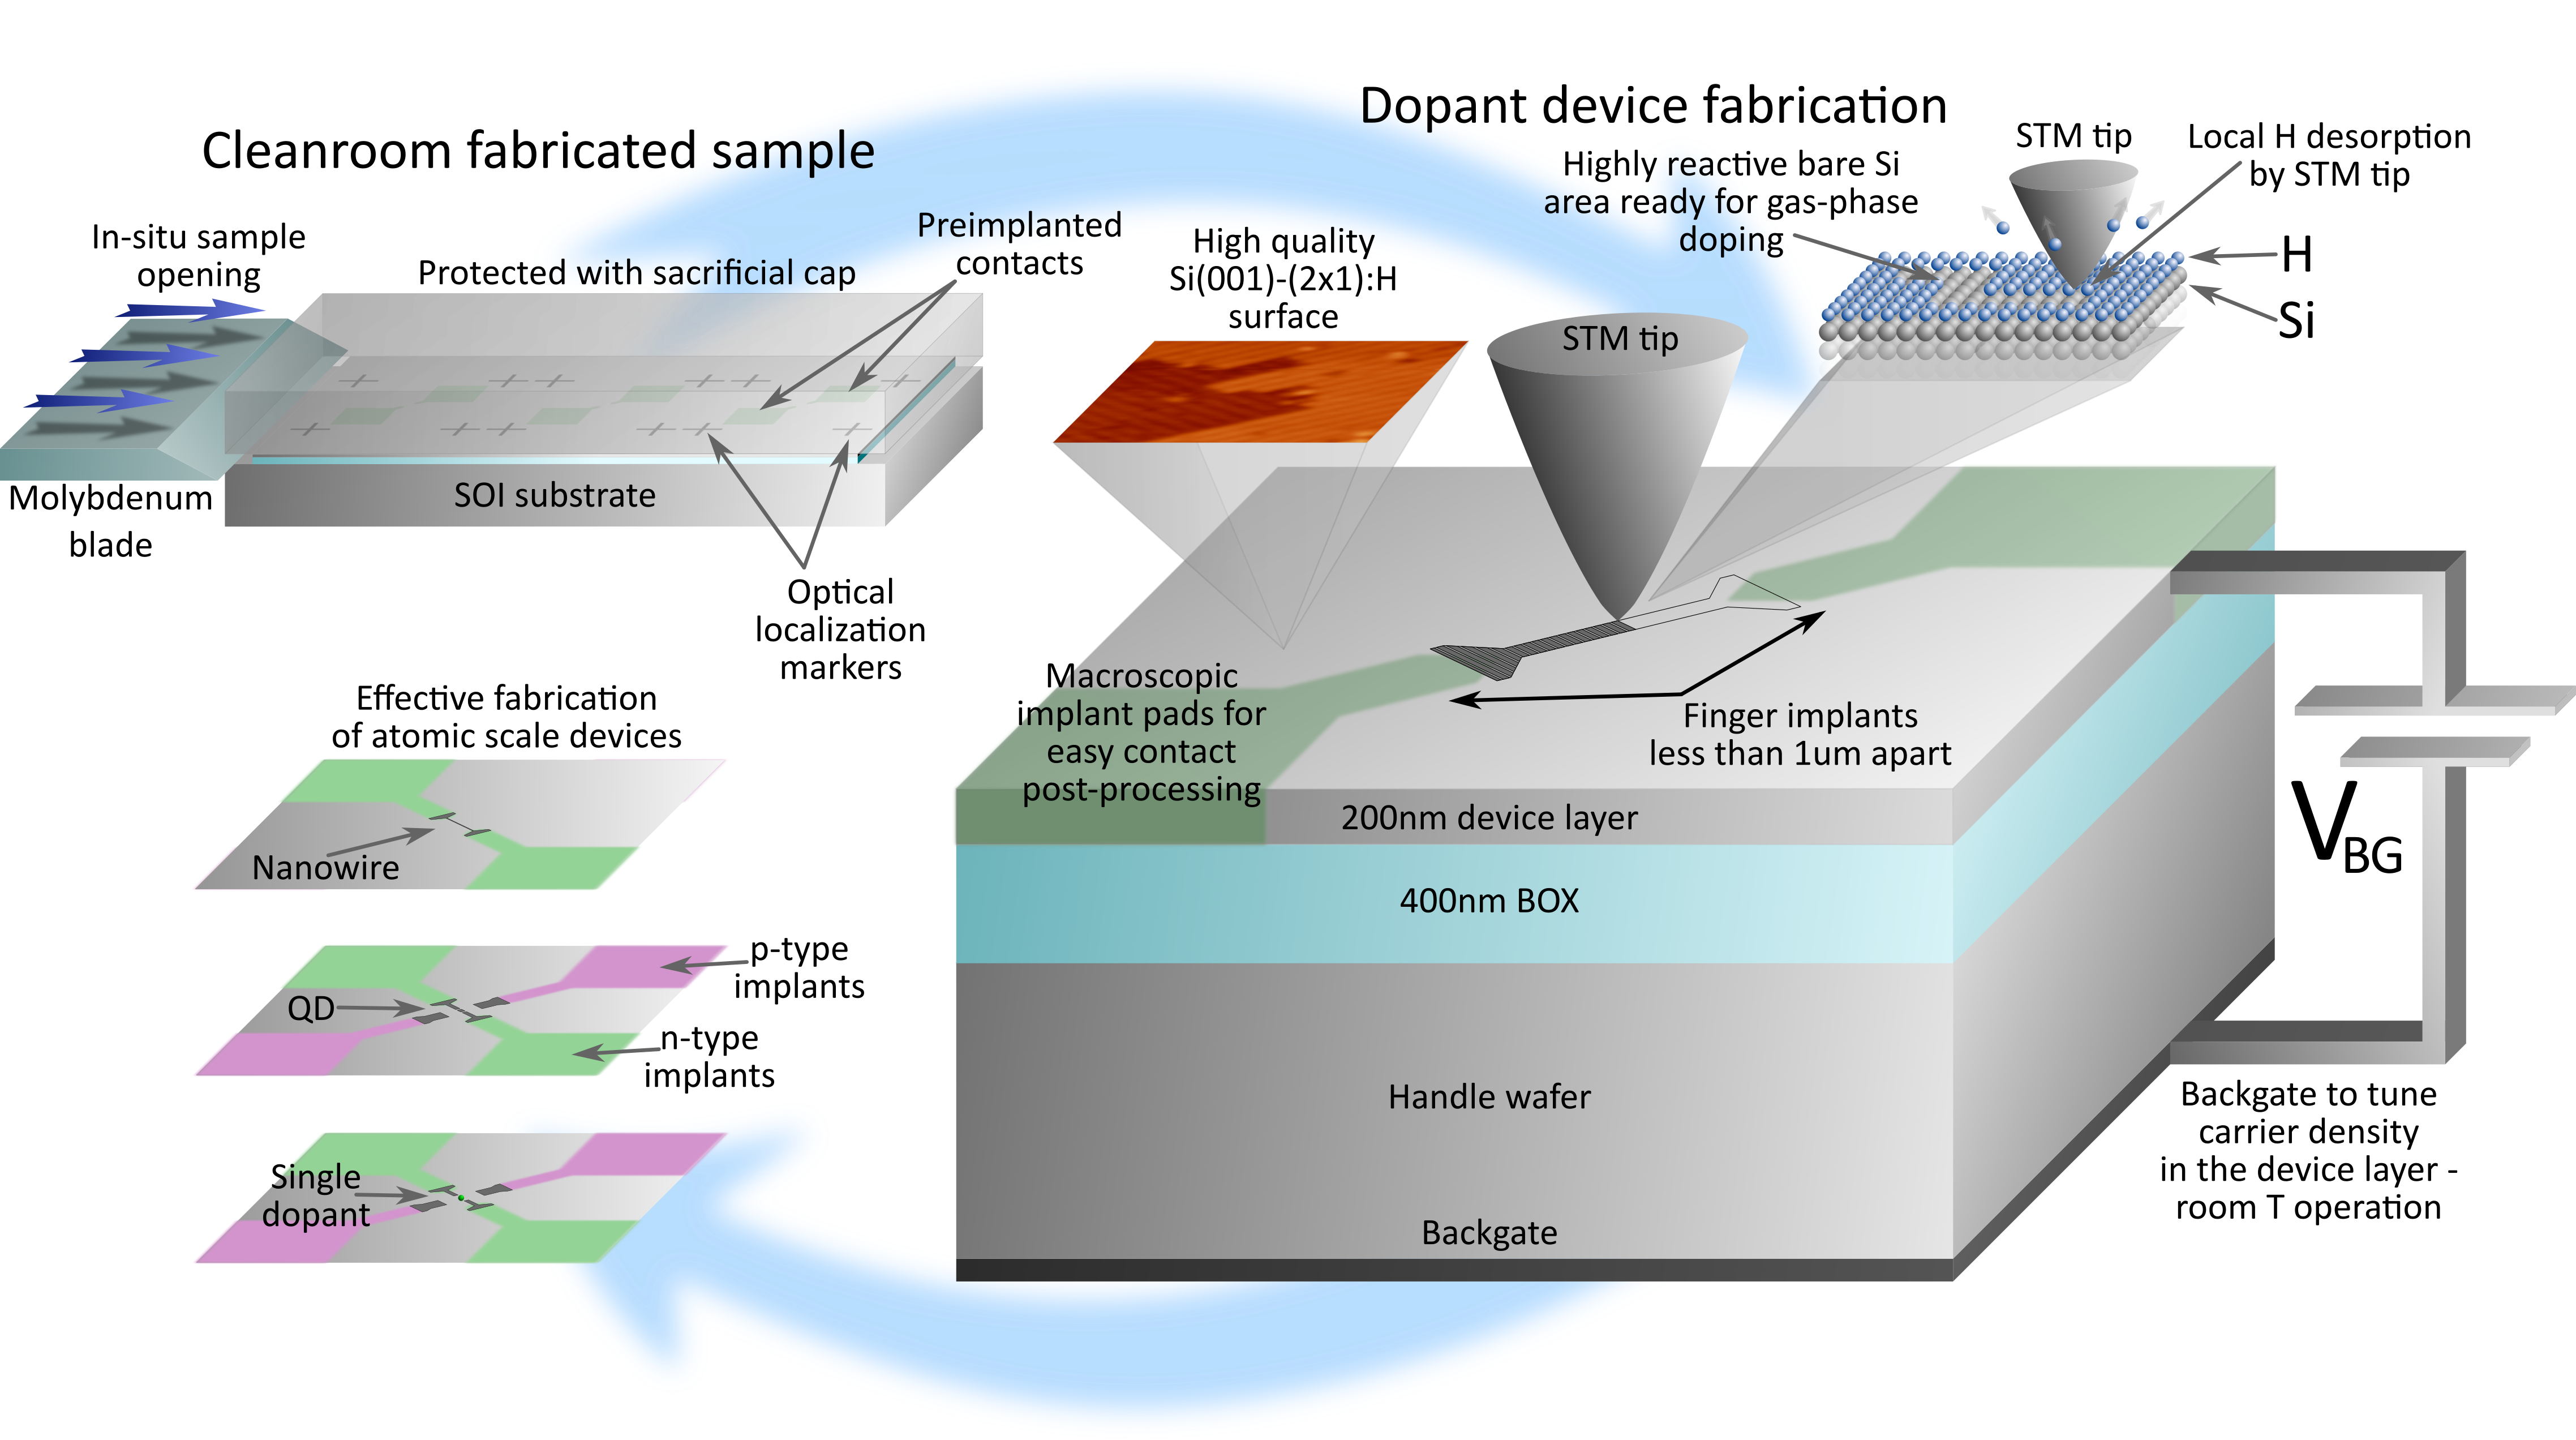 Cleanroom fabricated sample
In-situ sample
opening
Protected with sacrificial cap
Preimplanted
contacts
SOI substrate
Molybdenum
blade
Optical
localization
markers
Dopant device fabrication
Highly reactive bare Si
area ready for gas-phase
doping
STM tip
Local H desorption
by STM tip
H
Si
High quality
Si(001)-(2x1):H
surface
STM tip
Macroscopic
implant pads for
easy contact
post-processing
Finger implants
less than 1um apart
200nm device layer
400nm BOX
Handle wafer
Backgate
VBG
Backgate to tune
carrier density
in the device layer -
room T operation
Effective fabrication
of atomic scale devices
Nanowire
p-type
implants
QD
n-type
implants
Single
dopant